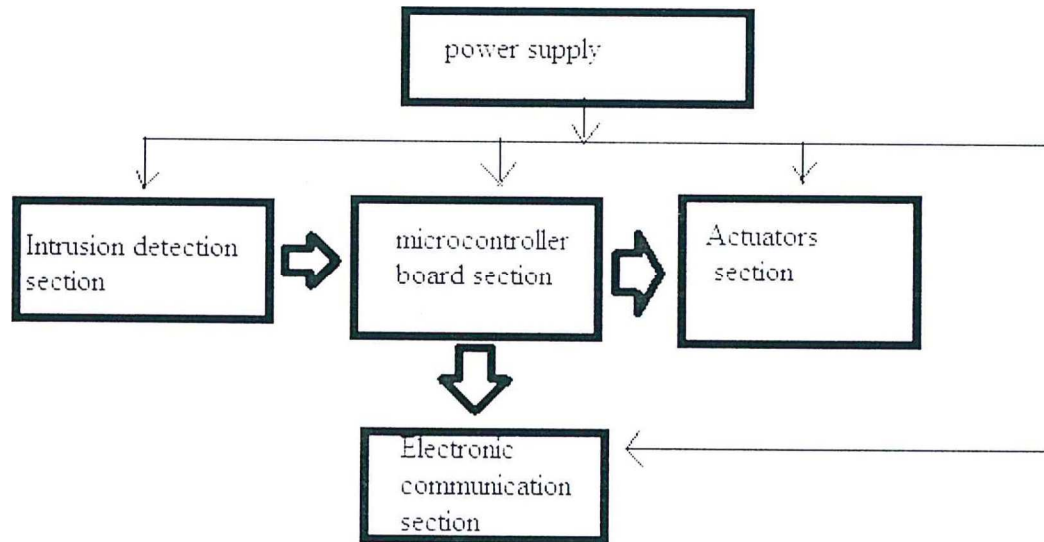 power supply
Intrusion detection
section
microcontroller
board section
Actuators
section
Electronic
communication
section